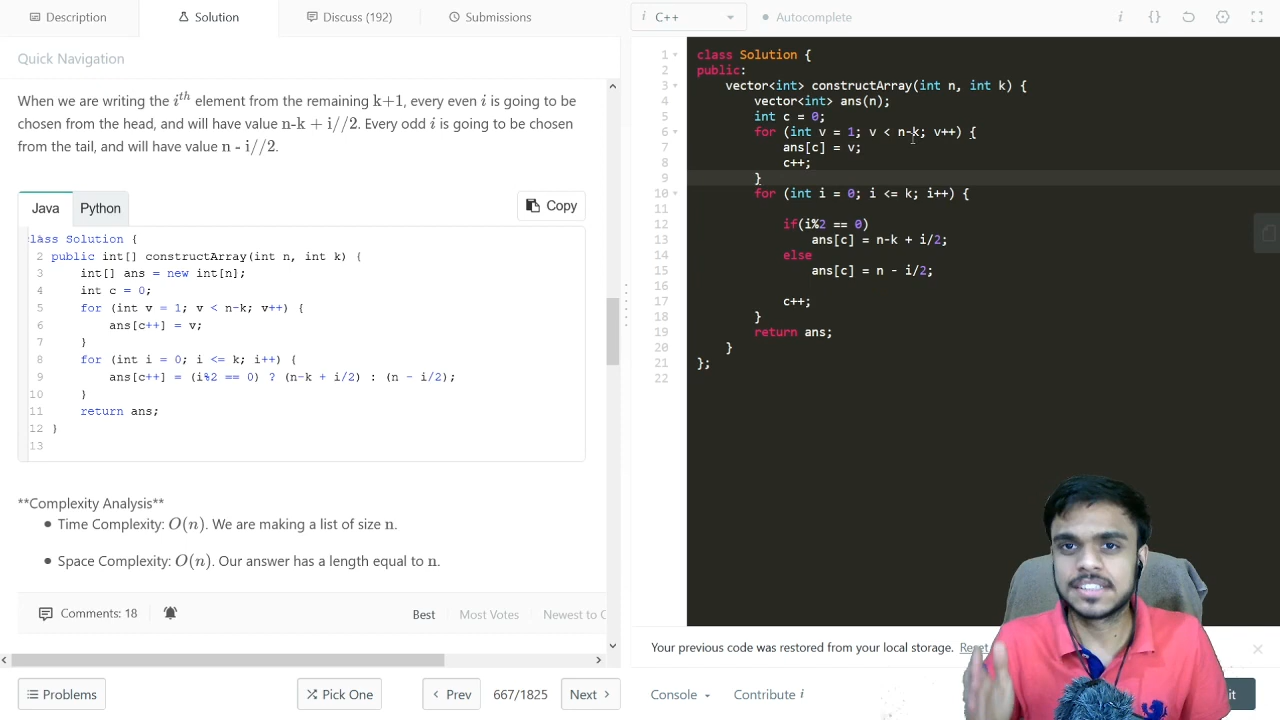 Description
Solution
Discuss (192)
Submissions
i C++
Autocomplete
i {}
Quick Navigation
When we are writing the i^th element from the remaining k+1, every even i is going to be
chosen from the head, and will have value n-k + i//2. Every odd i is going to be chosen
from the tail, and will have value n - i//2.
Java
Python
Copy
lass Solution {
2 public int[] constructArray(int n, int k) {
3 int[] ans = new int[n];
4 int c = 0;
5 for (int v = 1; v < n-k; v++) {
6 ans[c++] = v;
7 }
8 for (int i = 0; i <= k; i++) {
9 ans[c++] = (i%2 == 0) ? (n-k + i/2) : (n - i/2);
10 }
11 return ans;
12 }
13
**Complexity Analysis**
Time Complexity: O(n). We are making a list of size n.
Space Complexity: O(n). Our answer has a length equal to n.
Comments: 18
Best
Most Votes
Newest to O
Problems
Pick One
Prev
667/1825
Next
1 class Solution {
2 public:
3 vector<int> constructArray(int n, int k) {
4 vector<int> ans(n);
5 int c = 0;
6 for (int v = 1; v < n-k; v++) {
7 ans[c] = v;
8 c++;
9 }
10 for (int i = 0; i <= k; i++) {
11
12 if(i%2 == 0)
13 ans[c] = n-k + i/2;
14 else
15 ans[c] = n - i/2;
16
17 c++;
18 }
19 return ans;
20 }
21 };
22
Your previous code was restored from your local storage. Reset
Console
Contribute i
it